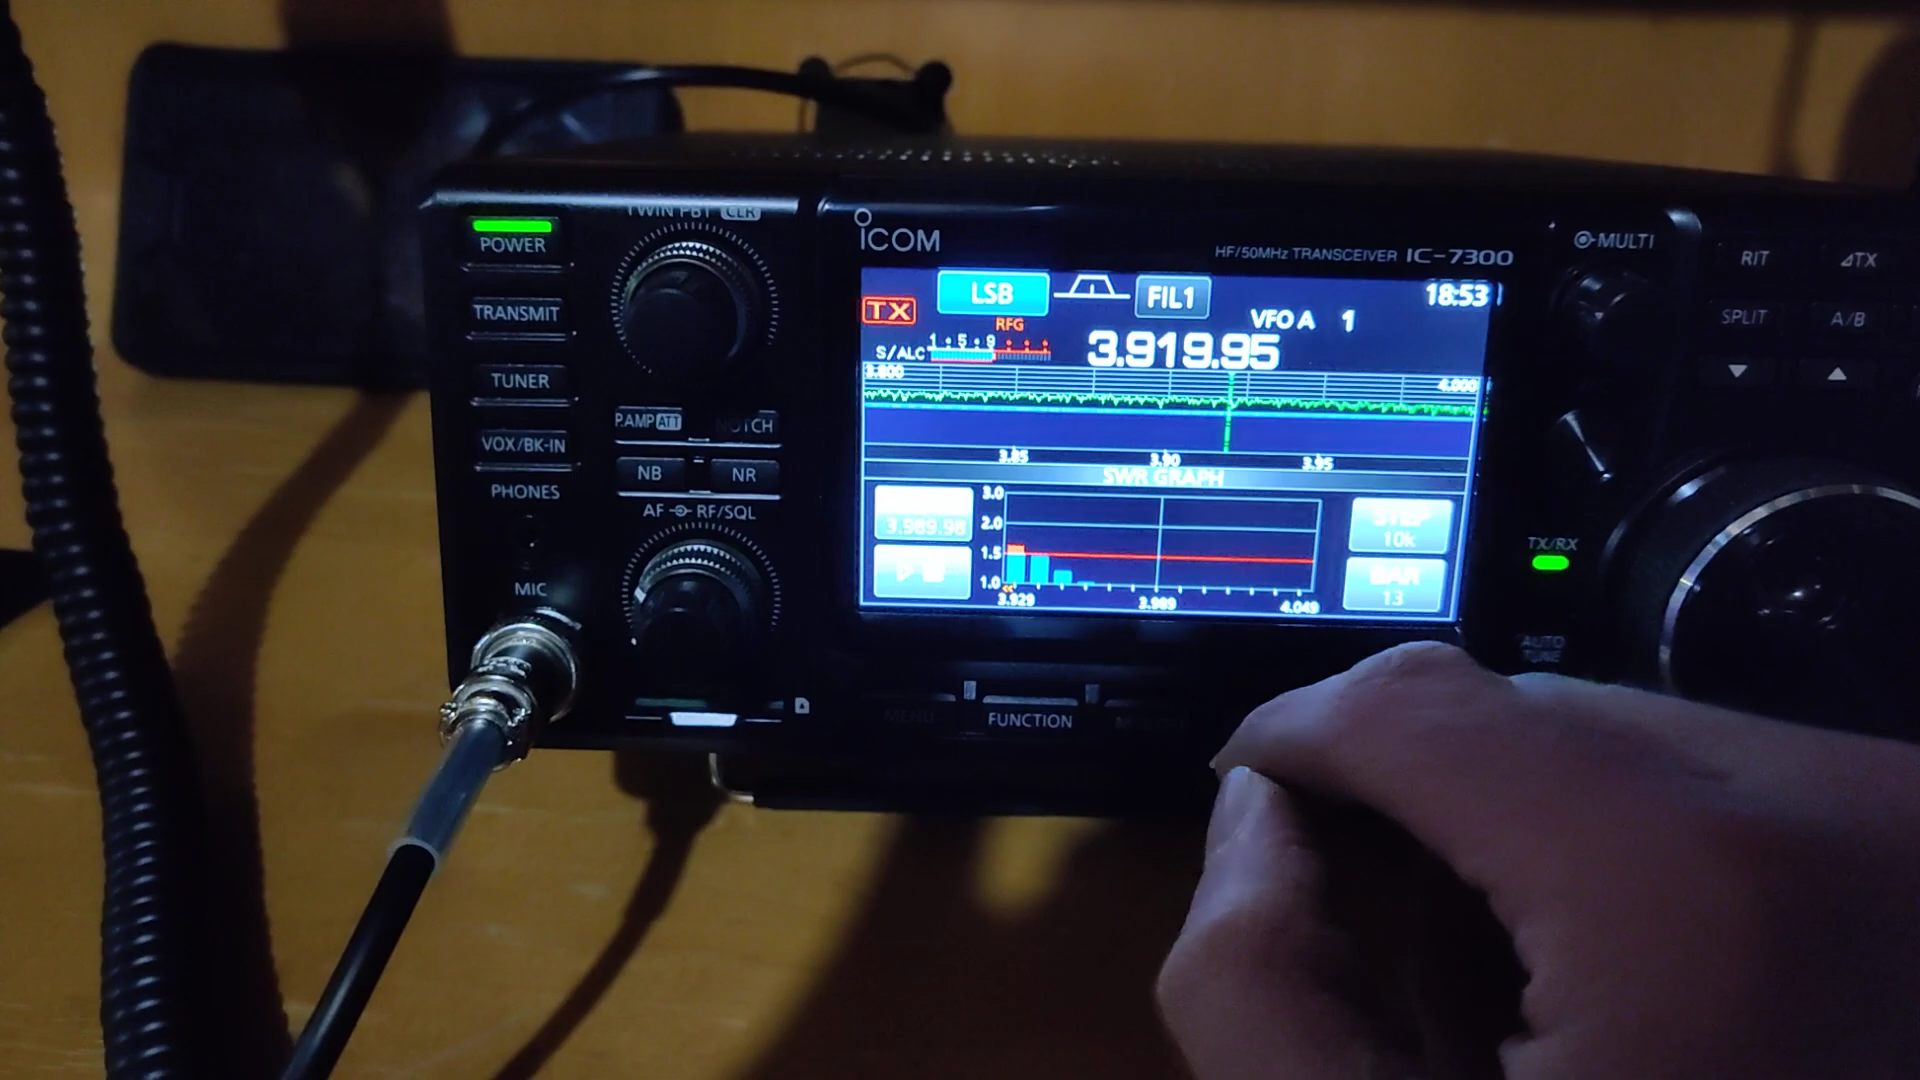 TWIN PBT CLR
POWER
TRANSMIT
TUNER
VOX/BK-IN
P.AMP ATT
NOTCH
NB
NR
PHONES
AF RF/SQL
MIC
ICOM
HF/50MHz TRANSCEIVER IC-7300
TX
LSB
FIL1
18:53
RFG
VFO A 1
1 5 9
S/ALC
3.919.95
3.800
4.000
3.85 3.90 3.95
SWR GRAPH
3.989.98
3.0
2.0
1.5
1.0
3.929 3.989 4.049
STEP
10k
BAR
13
MENU
FUNCTION
MULTI
RIT
⊿TX
SPLIT
A/B
TX/RX
AUTO
TUNE